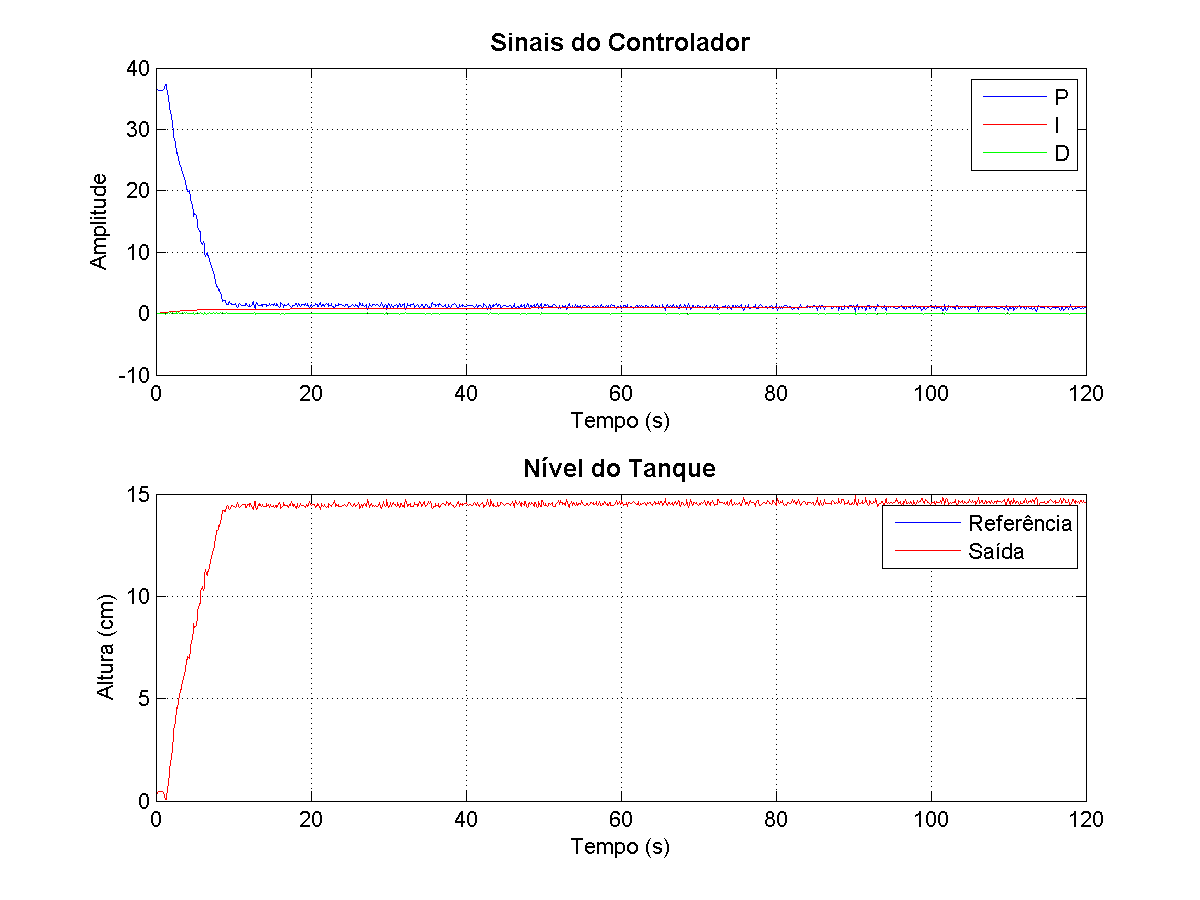 Sinais do Controlador
40
30
20
10
0
-10
Amplitude
P
I
D
0
20
40
60
80
100
120
Tempo (s)
Nível do Tanque
15
10
5
0
Altura (cm)
Referência
Saída
0
20
40
60
80
100
120
Tempo (s)